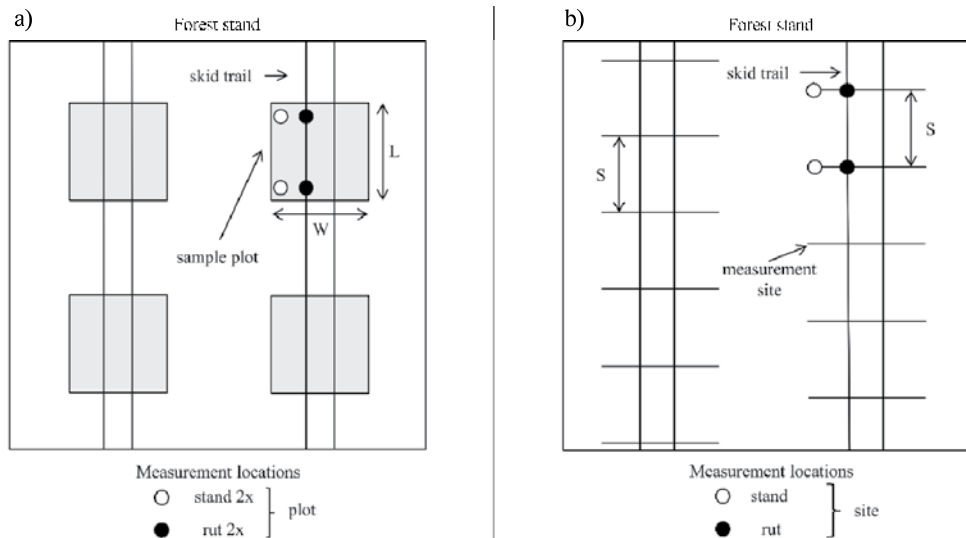 a)
Forest stand
skid trail
L
W
sample plot
Measurement locations
stand 2x
rut 2x
plot
b)
Forest stand
skid trail
S
S
measurement
site
Measurement locations
stand
rut
site